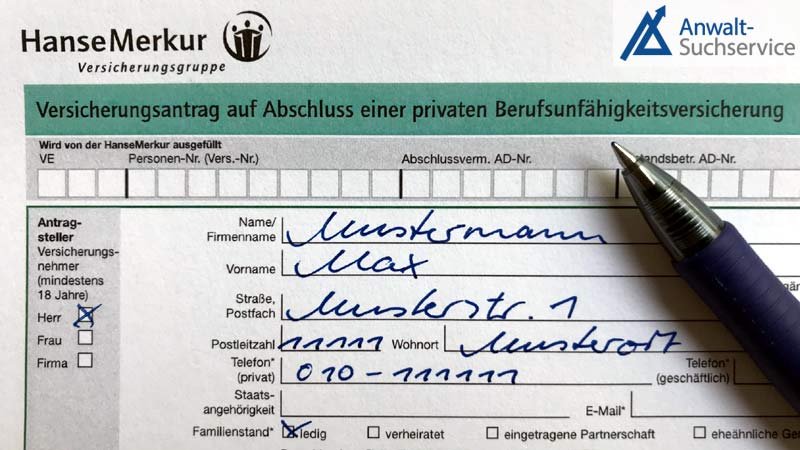 HanseMerkur
Versicherungsgruppe
Anwalt-
Suchservice
Versicherungsantrag auf Abschluss einer privaten Berufsunfähigkeitsversicherung
Wird von der HanseMerkur ausgefüllt
VE Personen-Nr. (Vers.-Nr.) Abschlussverm. AD-Nr. AD-Nr.
Antrag-
steller
Versicherungs-
nehmer
(mindestens
18 Jahre)
Herr
Frau
Firma
Name/
Firmenname Mustermann
Vorname Max
Straße,
Postfach Musterstr. 1
Postleitzahl 11111 Wohnort Musterort
Telefon*
(privat) 010-111111
Telefon*
(geschäftlich)
Staats-
angehörigkeit E-Mail*
Familienstand* ledig verheiratet eingetragene Partnerschaft eheähnliche